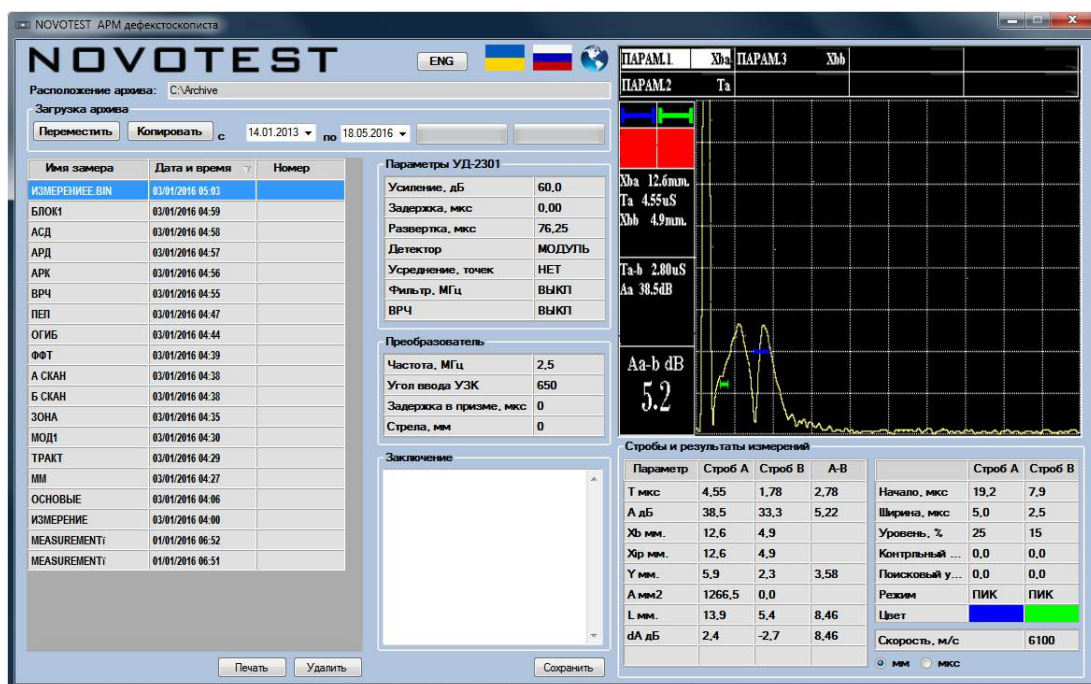 NOVOTEST АРМ дефектоскописта
NOVOTEST
ENG
Расположение архива: C:\Archive
Загрузка архива
Переместить Копировать с 14.01.2013 по 18.05.2016
Имя замера Дата и время Номер
ИЗМЕРЕНИЕЕ.BIN 03/01/2016 05:03
БЛОК1 03/01/2016 04:59
АСД 03/01/2016 04:58
АРД 03/01/2016 04:57
АРК 03/01/2016 04:56
ВРЧ 03/01/2016 04:55
ПЕП 03/01/2016 04:47
ОГИБ 03/01/2016 04:44
ФФТ 03/01/2016 04:39
А СКАН 03/01/2016 04:38
Б СКАН 03/01/2016 04:38
ЗОНА 03/01/2016 04:35
МОД1 03/01/2016 04:30
ТРАКТ 03/01/2016 04:29
ММ 03/01/2016 04:27
ОСНОВЫЕ 03/01/2016 04:06
ИЗМЕРЕНИЕ 03/01/2016 04:00
MEASUREMENTї 01/01/2016 06:52
MEASUREMENTї 01/01/2016 06:51
Печать Удалить
Параметры УД-2301
Усиление, дБ 60,0
Задержка, мкс 0,00
Развертка, мкс 76,25
Детектор МОДУЛЬ
Усреднение, точек НЕТ
Фильтр, МГц ВЫКП
ВРЧ ВЫКП
Преобразователь
Частота, МГц 2,5
Угол ввода УЗК 650
Задержка в призме, мкс 0
Стрела, мм 0
Заключение
Сохранить
ПАРАМ.1 Xba ПАРАМ.3 Xbb
ПАРАМ.2 Ta
Xba 12.6mm.
Ta 4.55uS
Xbb 4.9mm.
Ta-b 2.80uS
Aa 38.5dB
Aa-b dB
5.2
Стробы и результаты измерений
Параметр Строб А Строб В А-В
Т мкс 4,55 1,78 2,78
А дБ 38,5 33,3 5,22
Xb мм. 12,6 4,9
Xip мм. 12,6 4,9
Y мм. 5,9 2,3 3,58
А мм2 1266,5 0,0
L мм. 13,9 5,4 8,46
dА дБ 2,4 -2,7 8,46
Строб А Строб В
Начало, мкс 19,2 7,9
Ширина, мкс 5,0 2,5
Уровень, % 25 15
Контрльный ... 0,0 0,0
Поисковый у... 0,0 0,0
Режим ПИК ПИК
Цвет
Скорость, м/с 6100
мм мкс